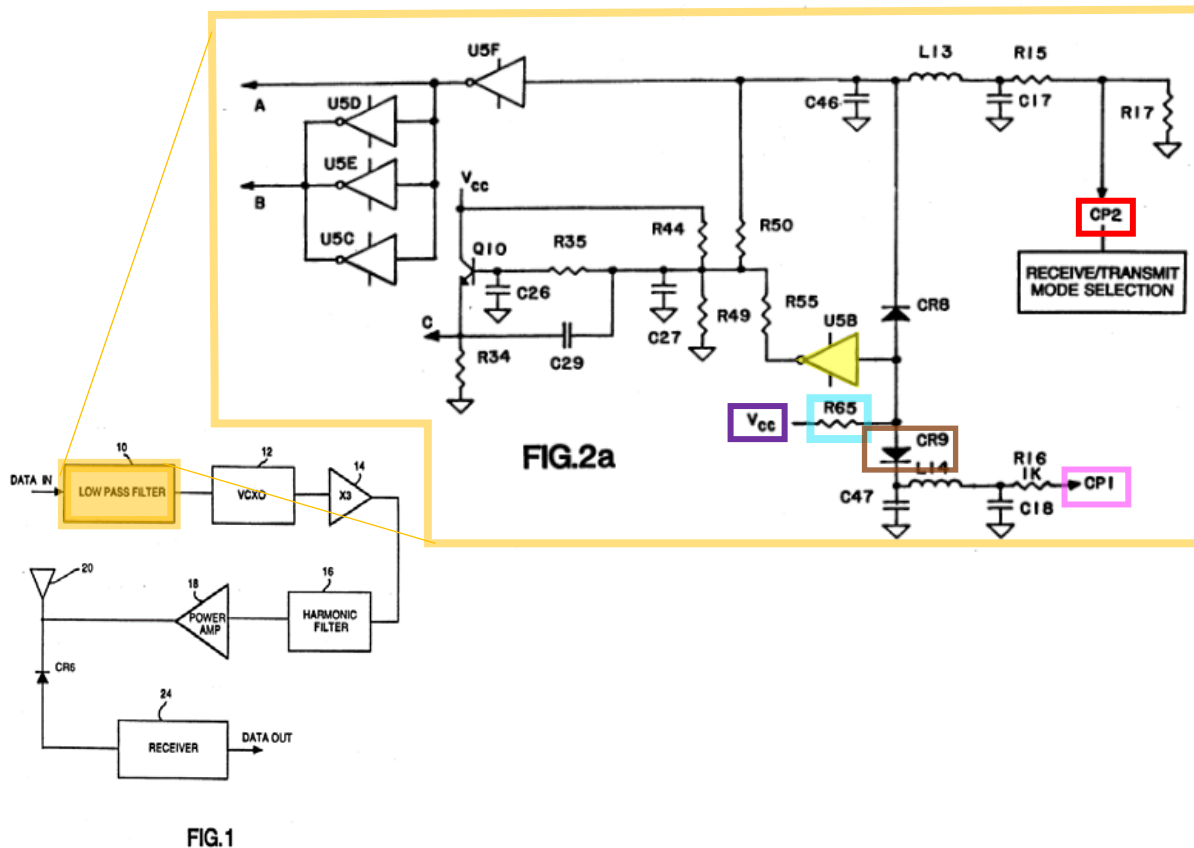 U5F
L13
R15
A
U5D
C46
C17
R17
U5E
B
VCC
CP2
U5C
R44
R50
Q10
R35
RECEIVE/TRANSMIT
MODE SELECTION
C26
R55
CR8
C
C27
R49
U5B
R34
C29
VCC
R65
FIG.2a
CR9
L14
R16
1K
CP1
C47
C18
10
12
14
DATA IN
LOW PASS FILTER
VCXO
X3
20
18
16
POWER
AMP
HARMONIC
FILTER
CR6
24
RECEIVER
DATA OUT
FIG.1